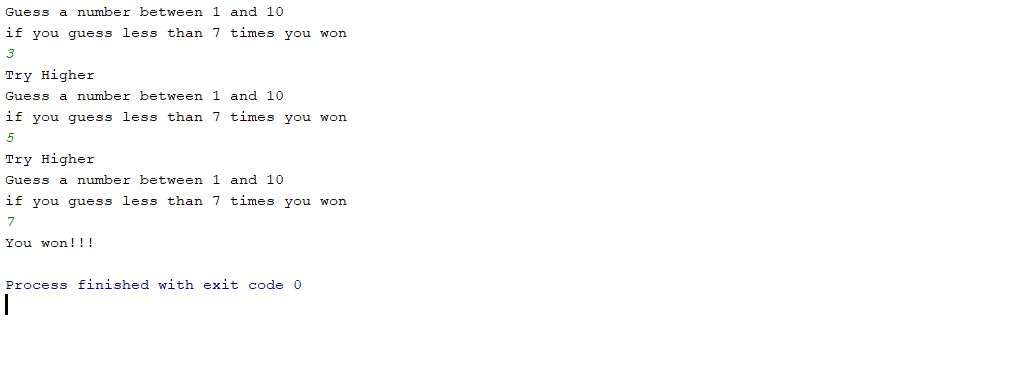 Guess a number between 1 and 10
if you guess less than 7 times you won
3
Try Higher
Guess a number between 1 and 10
if you guess less than 7 times you won
5
Try Higher
Guess a number between 1 and 10
if you guess less than 7 times you won
7
You won!!!
Process finished with exit code 0